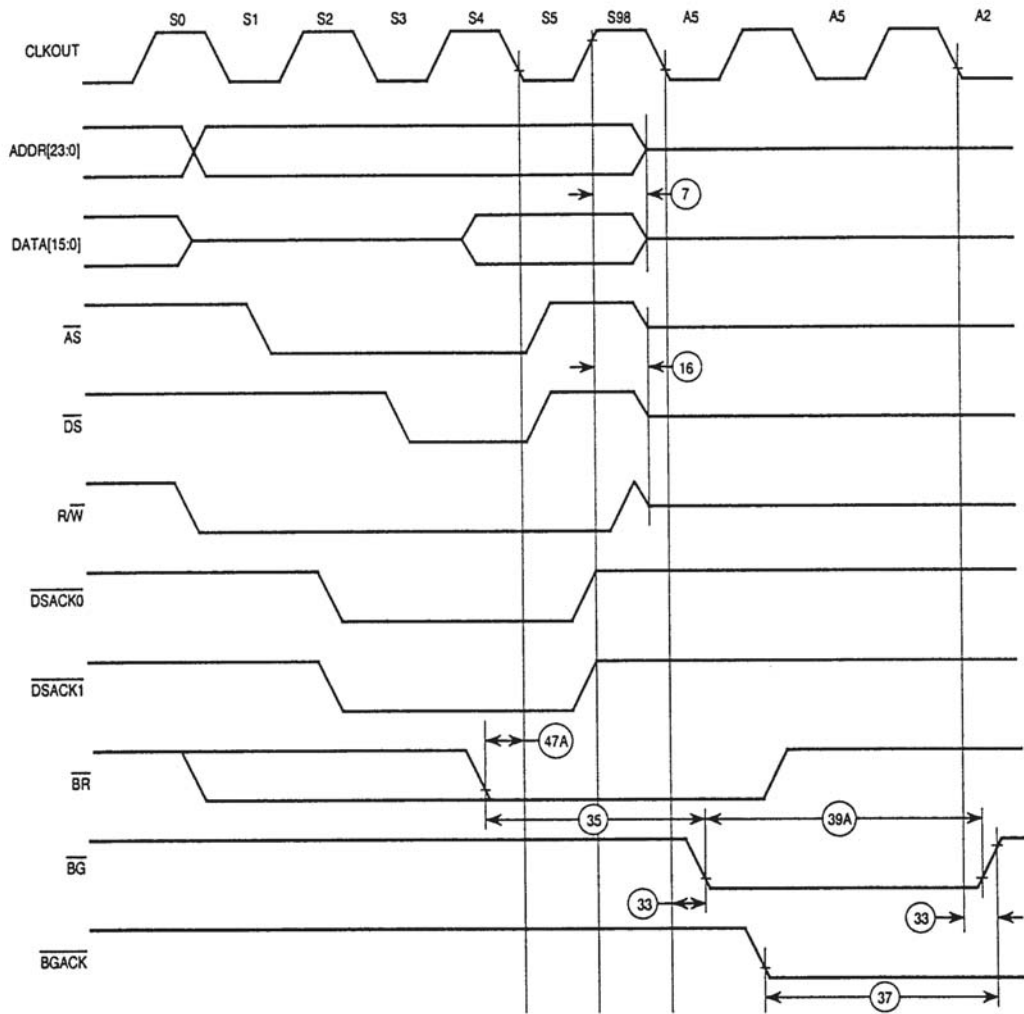 S0 S1 S2 S3 S4 S5 S98 A5 A5 A2
CLKOUT
ADDR[23:0]
7
DATA[15:0]
AS
16
DS
R/W
DSACK0
DSACK1
47A
BR
35 39A
BG
33 33
BGACK
37